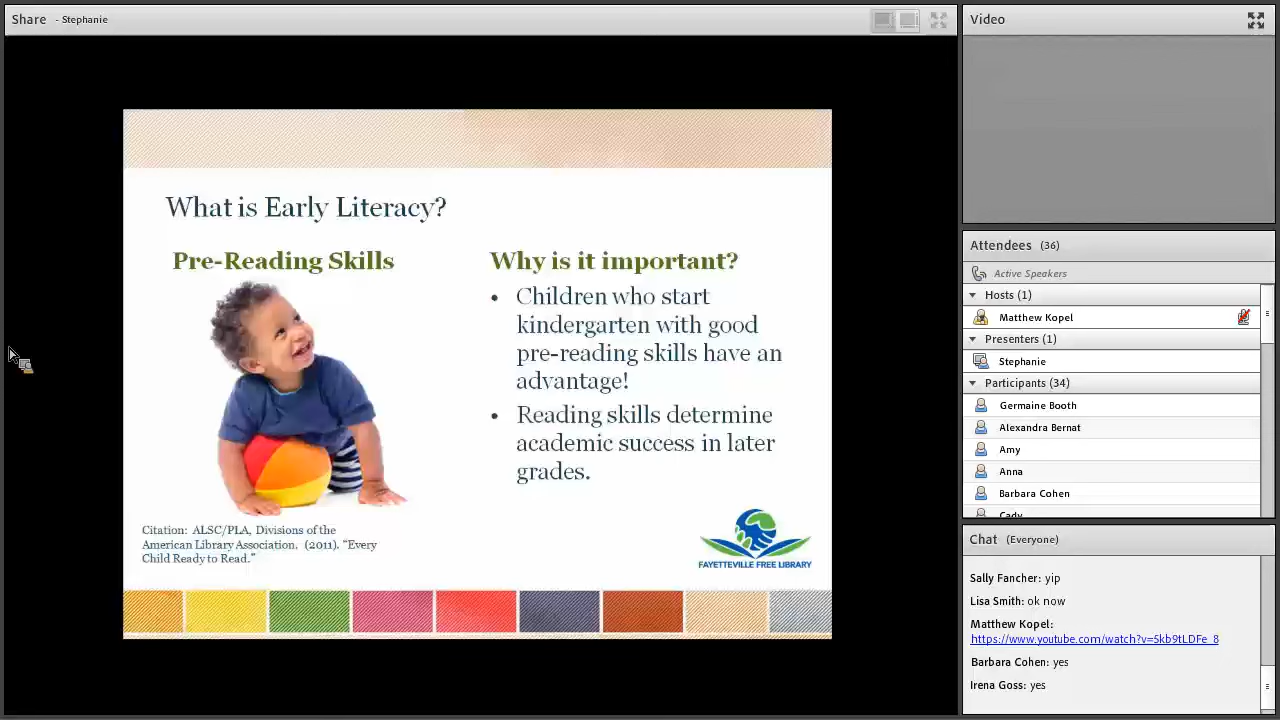 Share - Stephanie
What is Early Literacy?
Pre-Reading Skills
Why is it important?
• Children who start
kindergarten with good
pre-reading skills have an
advantage!
• Reading skills determine
academic success in later
grades.
Citation: ALSC/PLA, Divisions of the
American Library Association. (2011). “Every
Child Ready to Read.”
FAYETTEVILLE FREE LIBRARY
Video
Attendees (36)
Active Speakers
Hosts (1)
Matthew Kopel
Presenters (1)
Stephanie
Participants (34)
Germaine Booth
Alexandra Bernat
Amy
Anna
Barbara Cohen
Cady
Chat (Everyone)
Sally Fancher: yip
Lisa Smith: ok now
Matthew Kopel:
https://www.youtube.com/watch?v=5kb9tLDFe_8
Barbara Cohen: yes
Irena Goss: yes